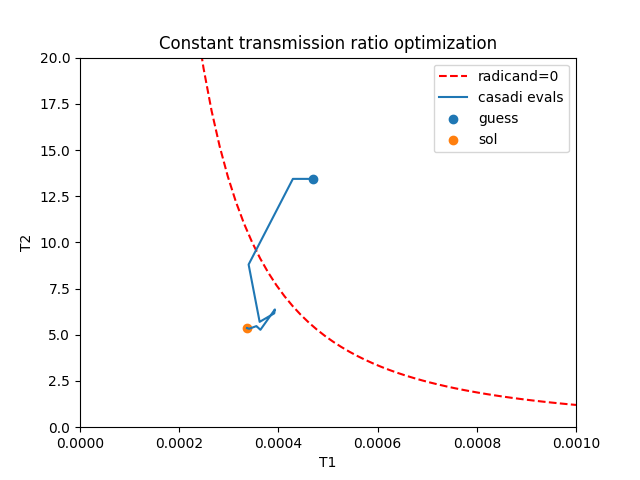 Constant transmission ratio optimization
radicand=0
casadi evals
guess
sol
20.0
17.5
15.0
12.5
10.0
7.5
5.0
2.5
0.0
T2
0.0000 0.0002 0.0004 0.0006 0.0008 0.0010
T1